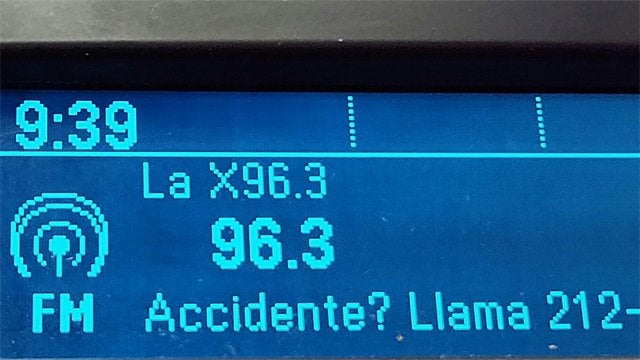 9:39
La X96.3
96.3
FM Accidente? Llama 212-